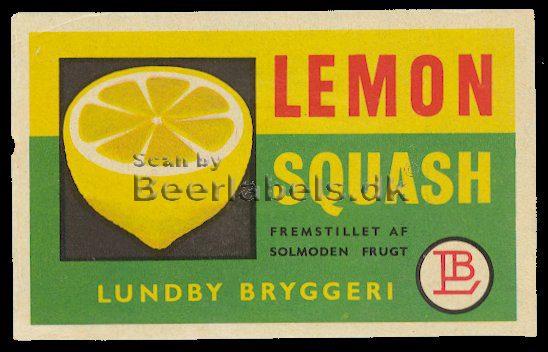 LEMON
SQUASH
Scan by
Beerlabels.dk
FREMSTILLET AF
SOLMODEN FRUGT
LB
LUNDBY BRYGGERI